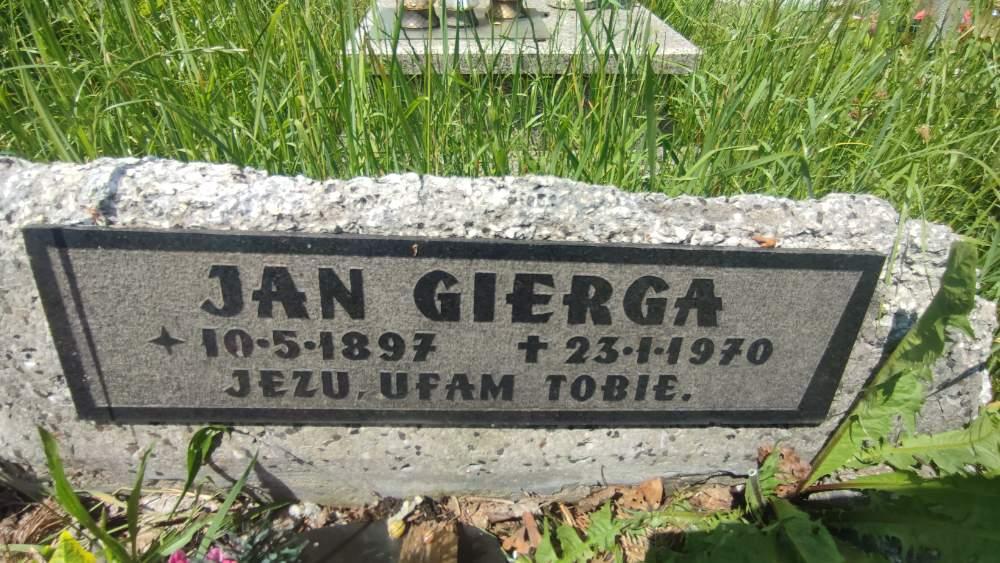 JAN GIERGA
10·5·1897 ✝ 23·1·1970
JEZU, UFAM TOBIE.